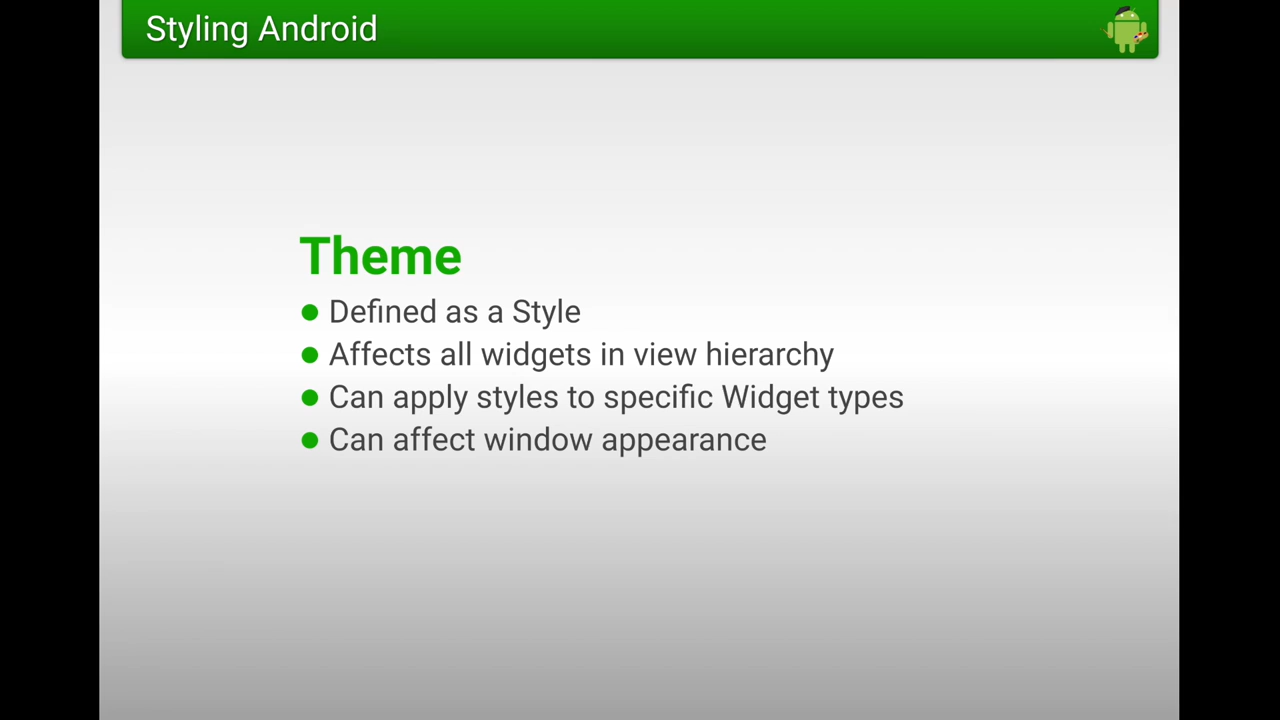 Styling Android
Theme
Defined as a Style
Affects all widgets in view hierarchy
Can apply styles to specific Widget types
Can affect window appearance